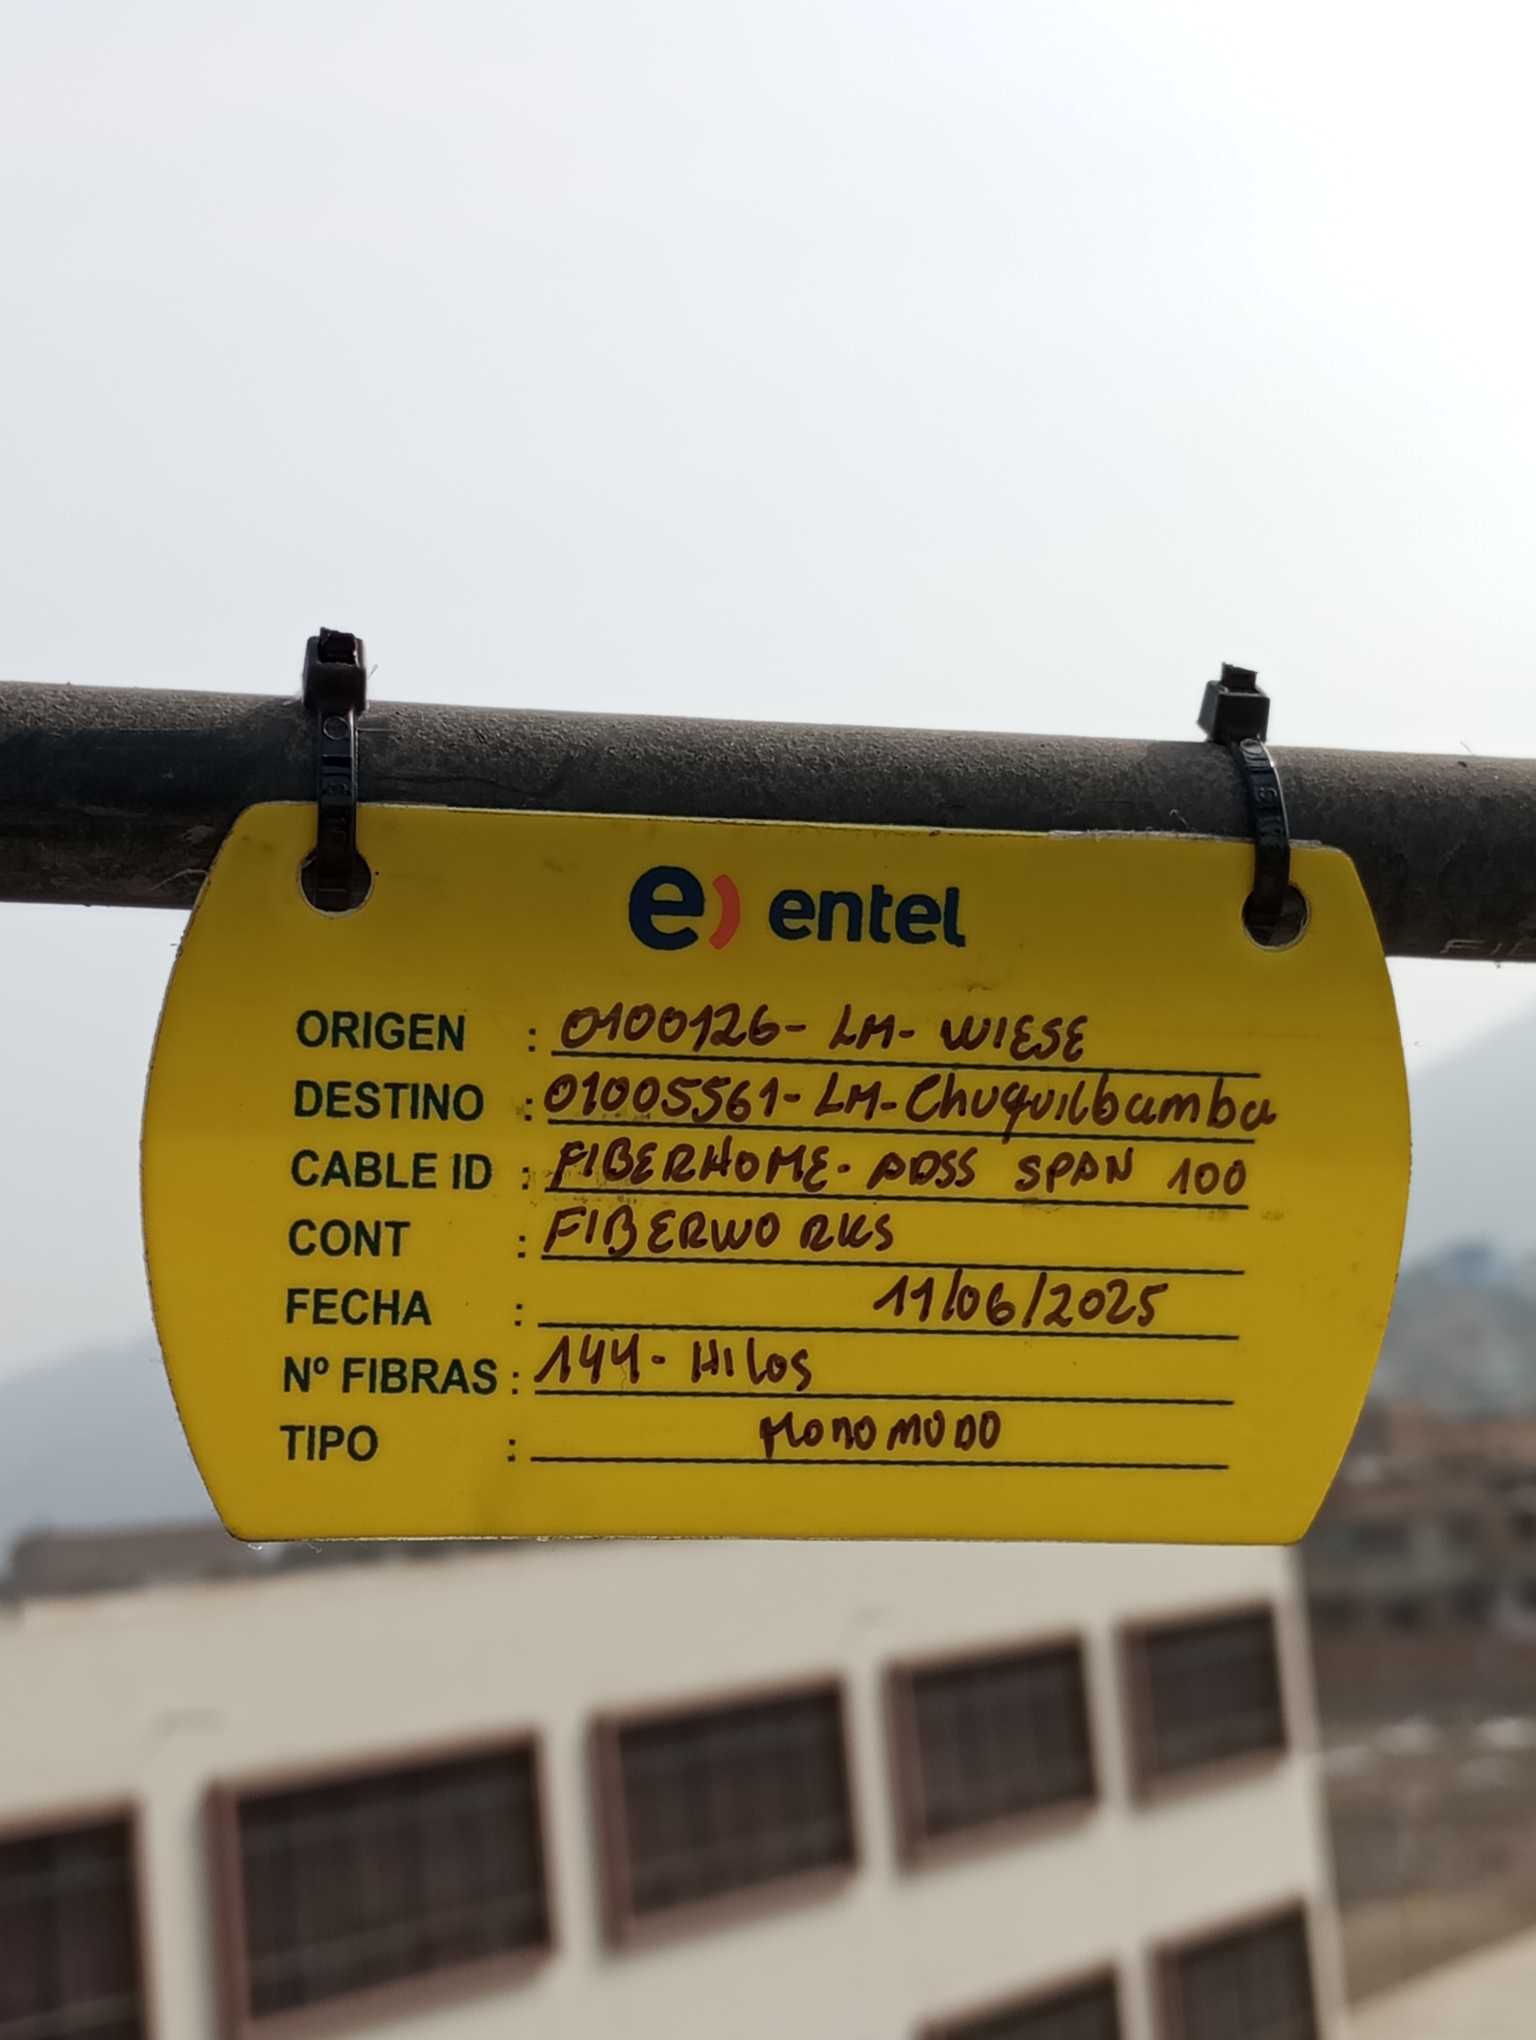 e) entel
ORIGEN : 0100126- LM- WIESE
DESTINO : 01005561- LM- Chuquilbamba
CABLE ID : FIBERHOME- ADSS SPAN 100
CONT : FIBERWORKS
FECHA : 11/06/2025
Nº FIBRAS : 144- Hilos
TIPO : MONOMODO